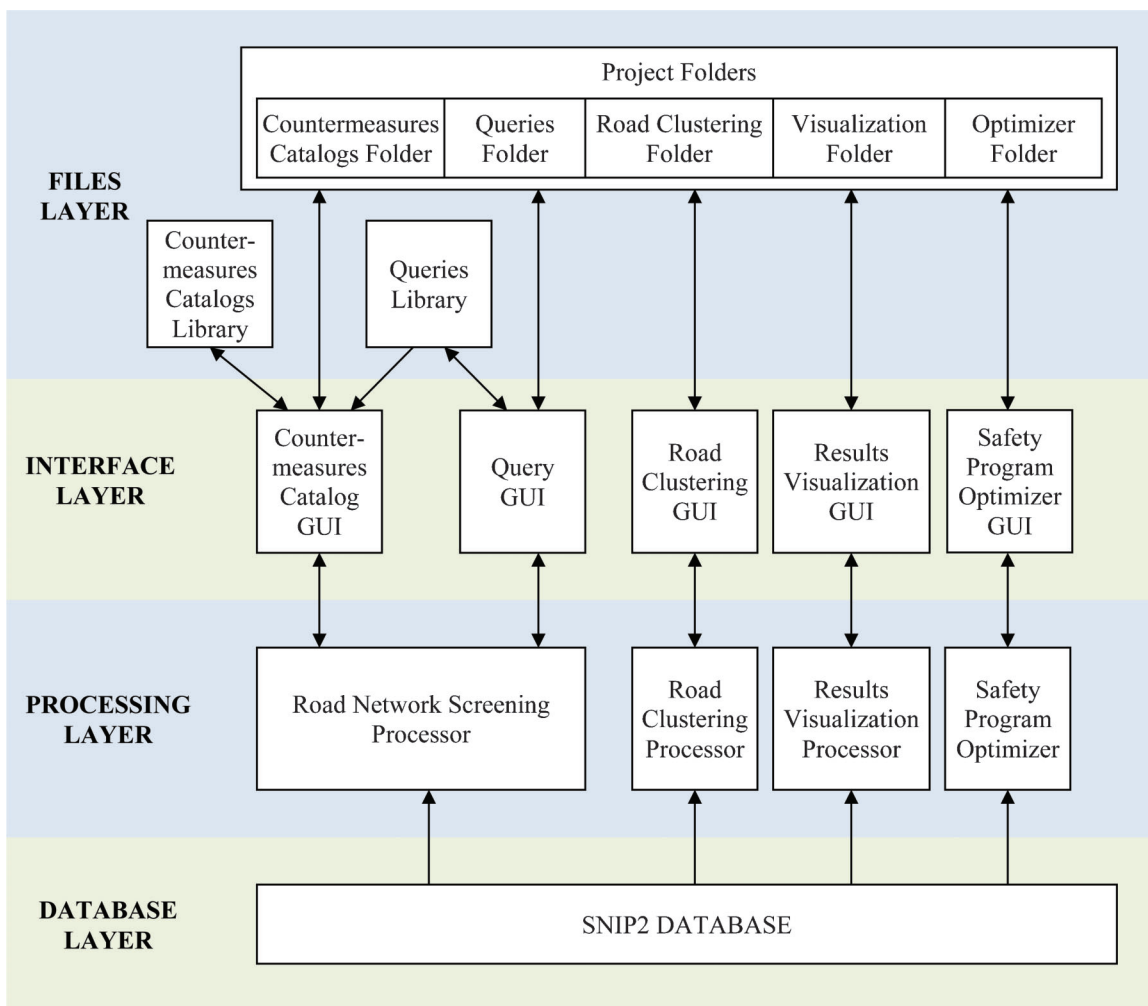 Project Folders
Countermeasures
Catalogs Folder
Queries
Folder
Road Clustering
Folder
Visualization
Folder
Optimizer
Folder
FILES
LAYER
Counter-
measures
Catalogs
Library
Queries
Library
INTERFACE
LAYER
Counter-
measures
Catalog
GUI
Query
GUI
Road
Clustering
GUI
Results
Visualization
GUI
Safety
Program
Optimizer
GUI
PROCESSING
LAYER
Road Network Screening
Processor
Road
Clustering
Processor
Results
Visualization
Processor
Safety
Program
Optimizer
DATABASE
LAYER
SNIP2 DATABASE